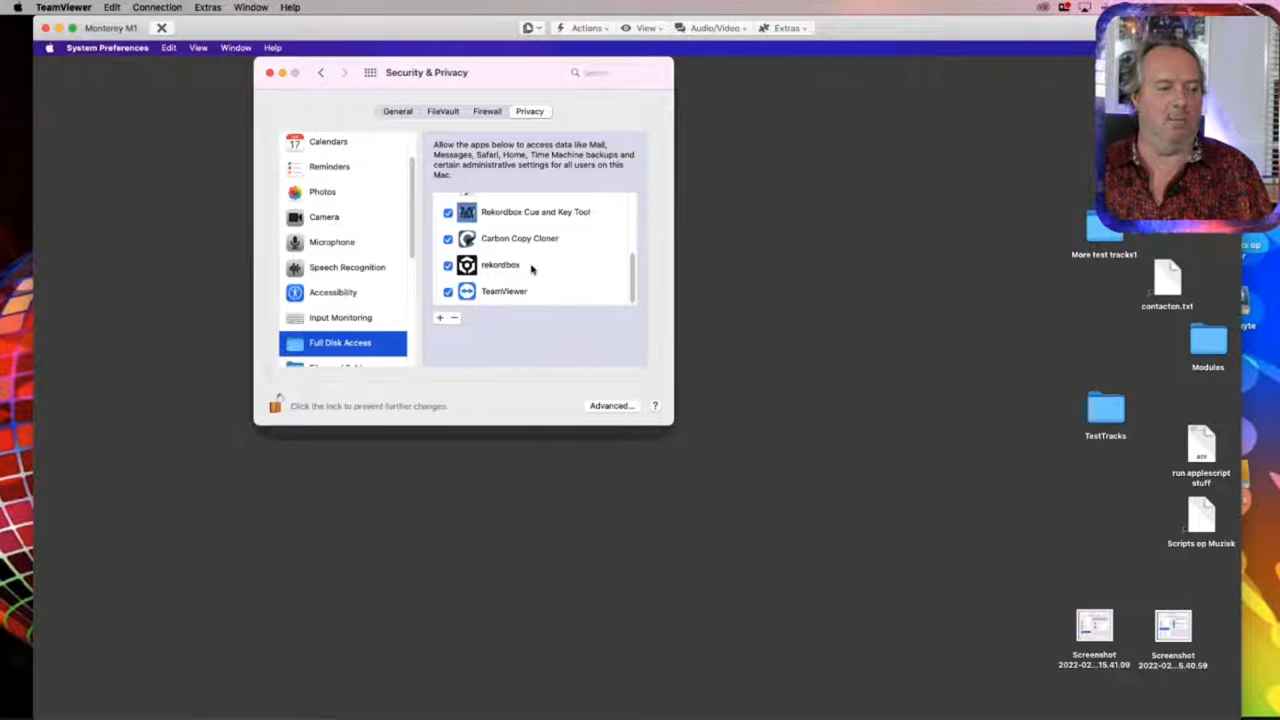 TeamViewer Edit Connection Extras Window Help
Monterey M1 Actions View Audio/Video Extras
System Preferences Edit View Window Help
Security & Privacy
Search
General FileVault Firewall Privacy
17 Calendars
Reminders
Photos
Camera
Microphone
Speech Recognition
Accessibility
Input Monitoring
Full Disk Access
Allow the apps below to access data like Mail,
Messages, Safari, Home, Time Machine backups and
certain administrative settings for all users on this
Mac.
Rekordbox Cue and Key Tool
Carbon Copy Cloner
rekordbox
TeamViewer
+ −
Click the lock to prevent further changes.
Advanced... ?
More test tracks1
contacten.txt
Modules
TestTracks
RTF
run applescript
stuff
Scripts op Muziek
Screenshot
2022-02...15.41.09
Screenshot
2022-02...5.40.59